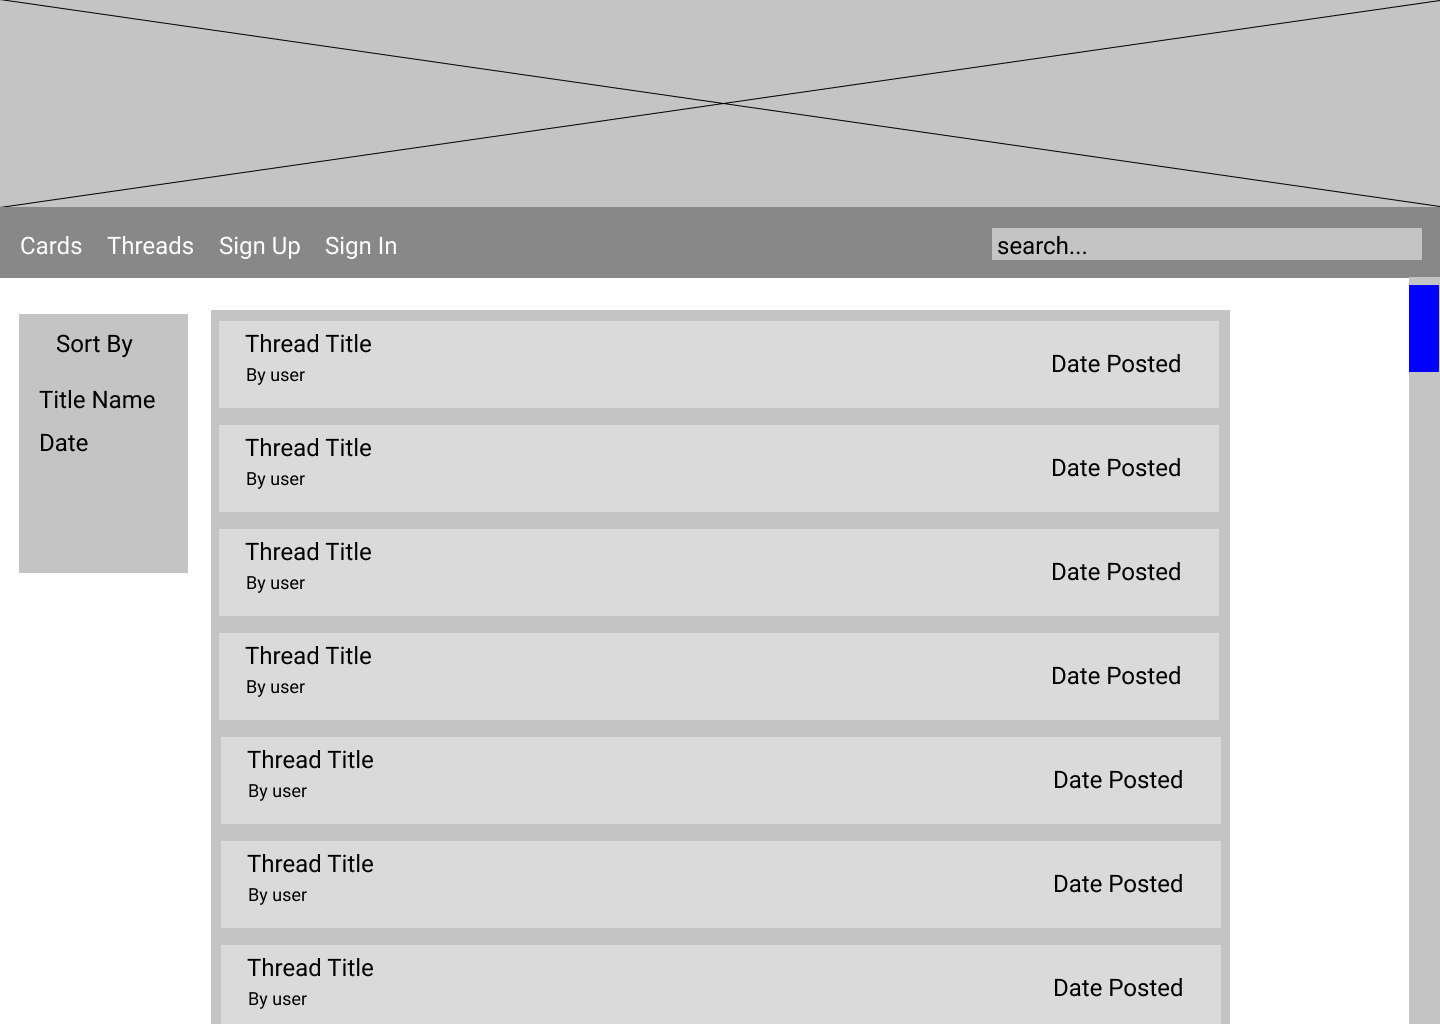 Cards Threads Sign Up Sign In search...
Sort By
Title Name
Date
Thread Title
By user
Date Posted
Thread Title
By user
Date Posted
Thread Title
By user
Date Posted
Thread Title
By user
Date Posted
Thread Title
By user
Date Posted
Thread Title
By user
Date Posted
Thread Title
By user
Date Posted